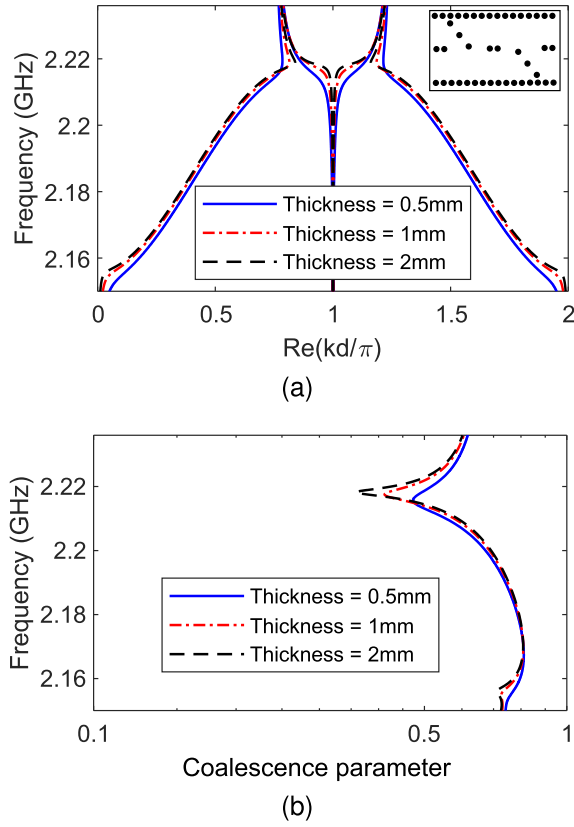 2.22
2.2
2.18
2.16
Frequency (GHz)
Thickness = 0.5mm
Thickness = 1mm
Thickness = 2mm
0 0.5 1 1.5 2
Re(kd/π)
(a)
2.22
2.2
2.18
2.16
Frequency (GHz)
Thickness = 0.5mm
Thickness = 1mm
Thickness = 2mm
0.1 0.5 1
Coalescence parameter
(b)